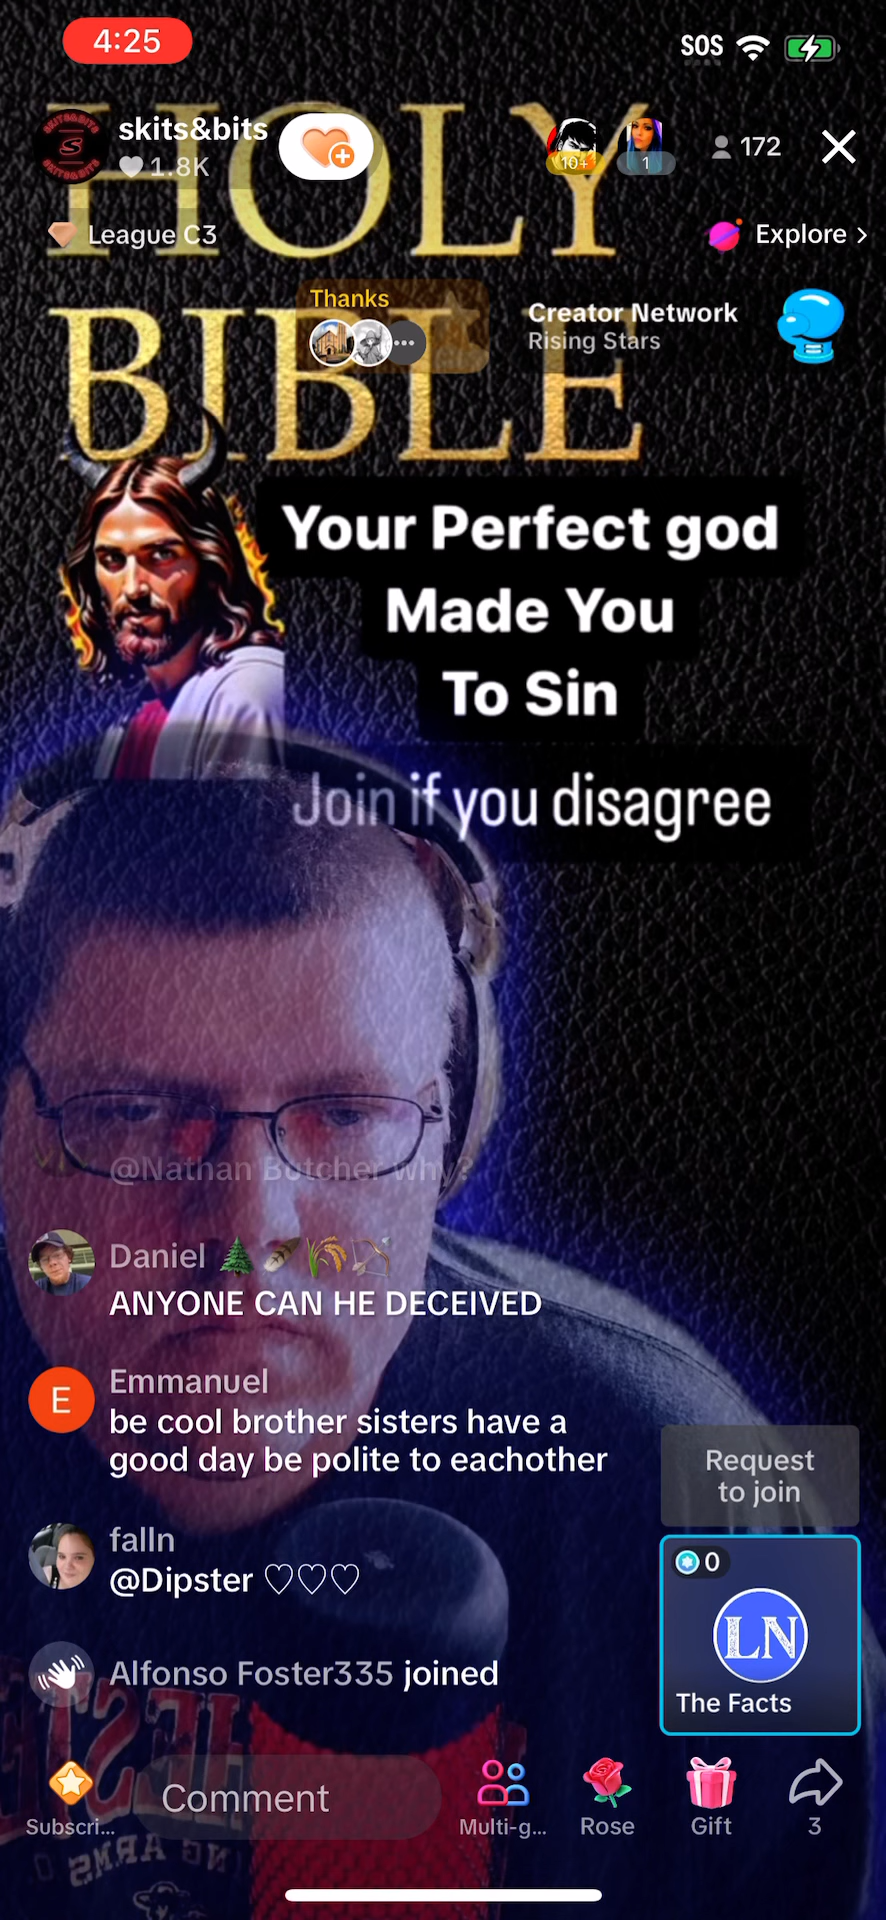 4:25
SOS
HOLY
skits&bits
1.8K
10+
1
172
League C3
Explore >
BIBLE
Thanks
Creator Network
Rising Stars
Your Perfect god
Made You
To Sin
Join if you disagree
@Nathan Butcher why?
Daniel 🌲🪶🌾🏹
ANYONE CAN HE DECEIVED
E
Emmanuel
be cool brother sisters have a
good day be polite to eachother
Request
to join
falln
@Dipster ♡♡♡
0
LN
The Facts
Alfonso Foster335 joined
Comment
Subscri...
Multi-g...
Rose
Gift
3